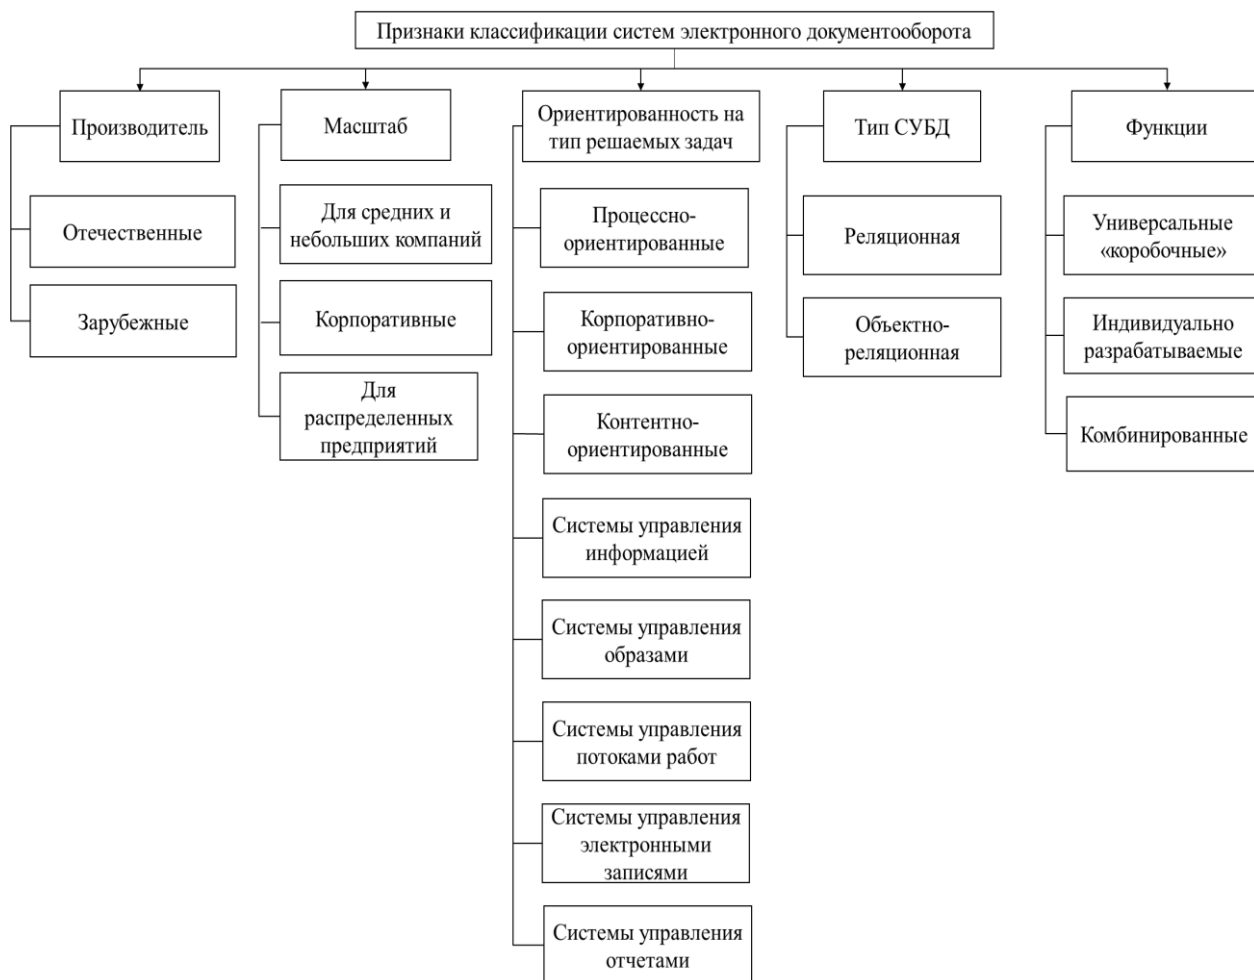 Признаки классификации систем электронного документооборота
Производитель
Отечественные
Зарубежные
Масштаб
Для средних и
небольших компаний
Корпоративные
Для
распределенных
предприятий
Ориентированность на
тип решаемых задач
Процессно-
ориентированные
Корпоративно-
ориентированные
Контентно-
ориентированные
Системы управления
информацией
Системы управления
образами
Системы управления
потоками работ
Системы управления
электронными
записями
Системы управления
отчетами
Тип СУБД
Реляционная
Объектно-
реляционная
Функции
Универсальные
«коробочные»
Индивидуально
разрабатываемые
Комбинированные